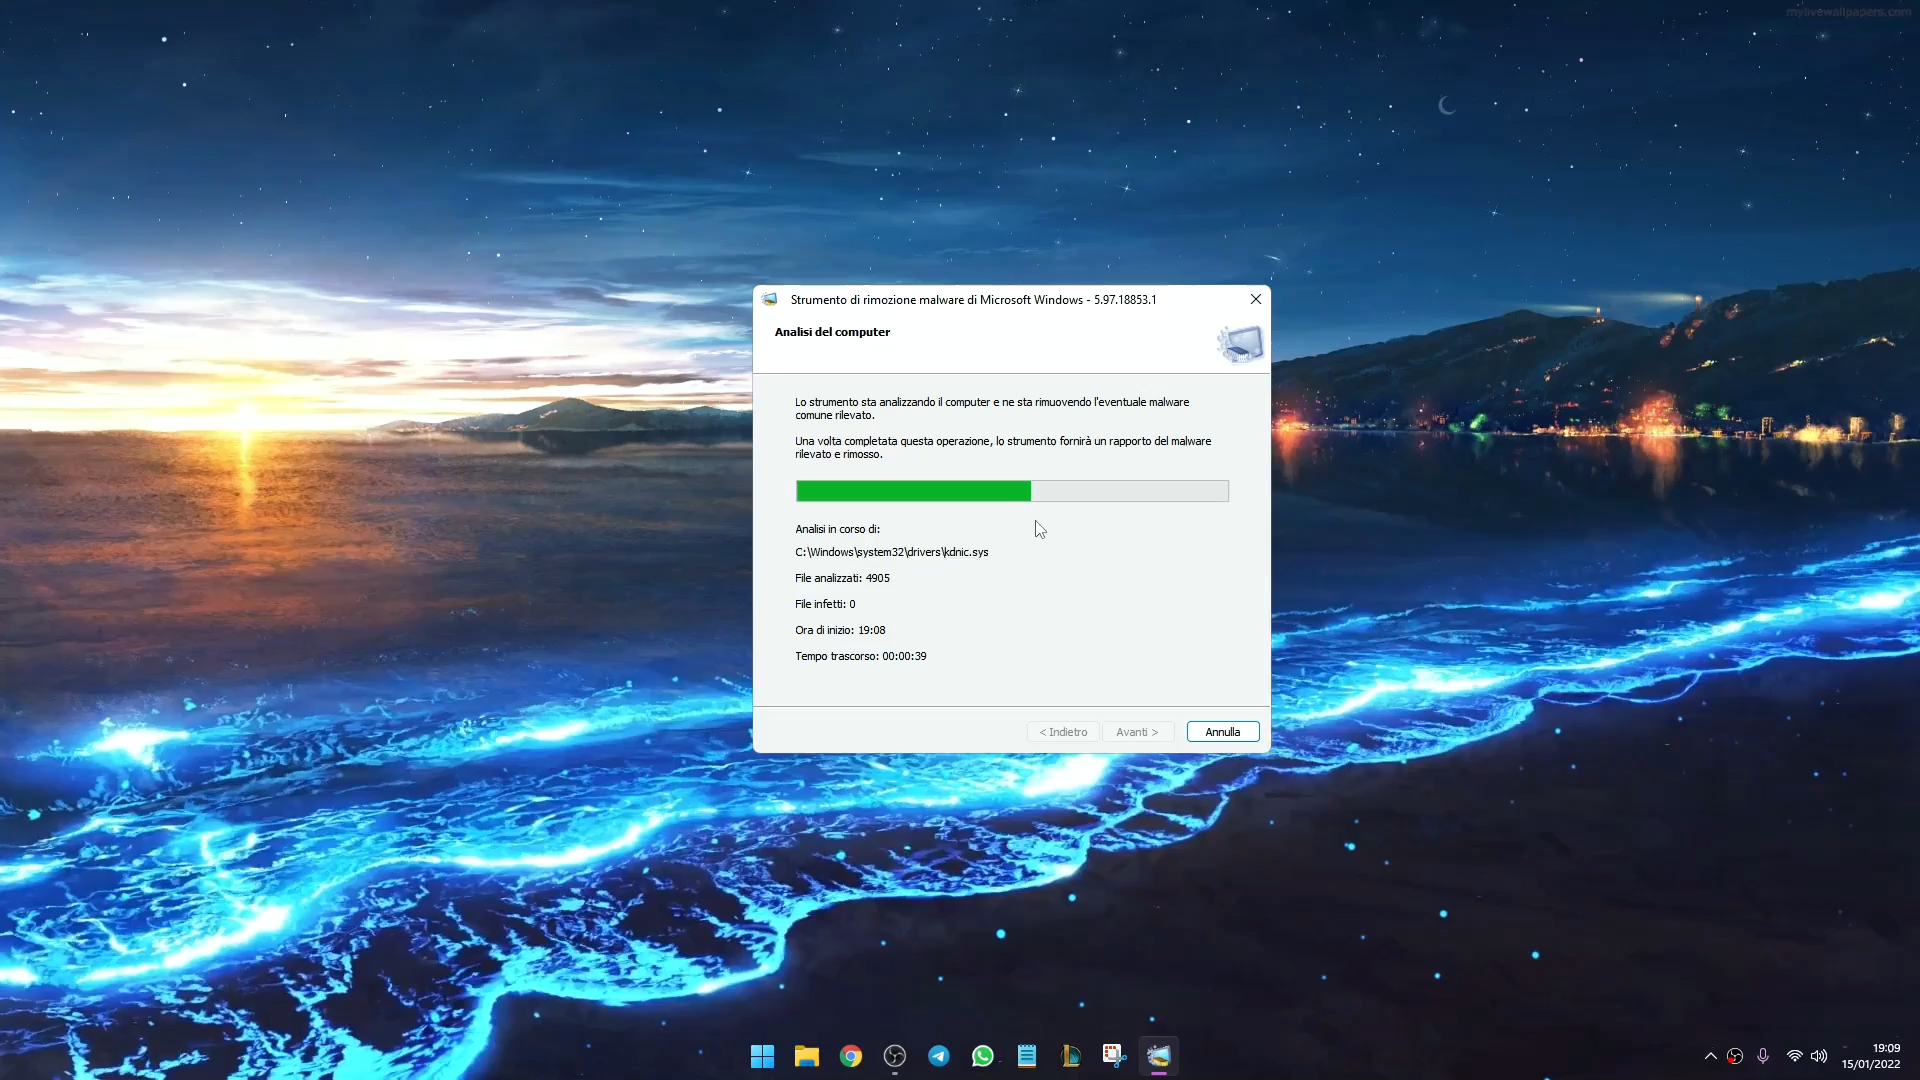 mylivewallpapers.com
Strumento di rimozione malware di Microsoft Windows - 5.97.18853.1
Analisi del computer
Lo strumento sta analizzando il computer e ne sta rimuovendo l'eventuale malware
comune rilevato.
Una volta completata questa operazione, lo strumento fornirà un rapporto del malware
rilevato e rimosso.
Analisi in corso di:
C:\Windows\system32\drivers\kdnic.sys
File analizzati: 4905
File infetti: 0
Ora di inizio: 19:08
Tempo trascorso: 00:00:39
< Indietro
Avanti >
Annulla
19:09
15/01/2022